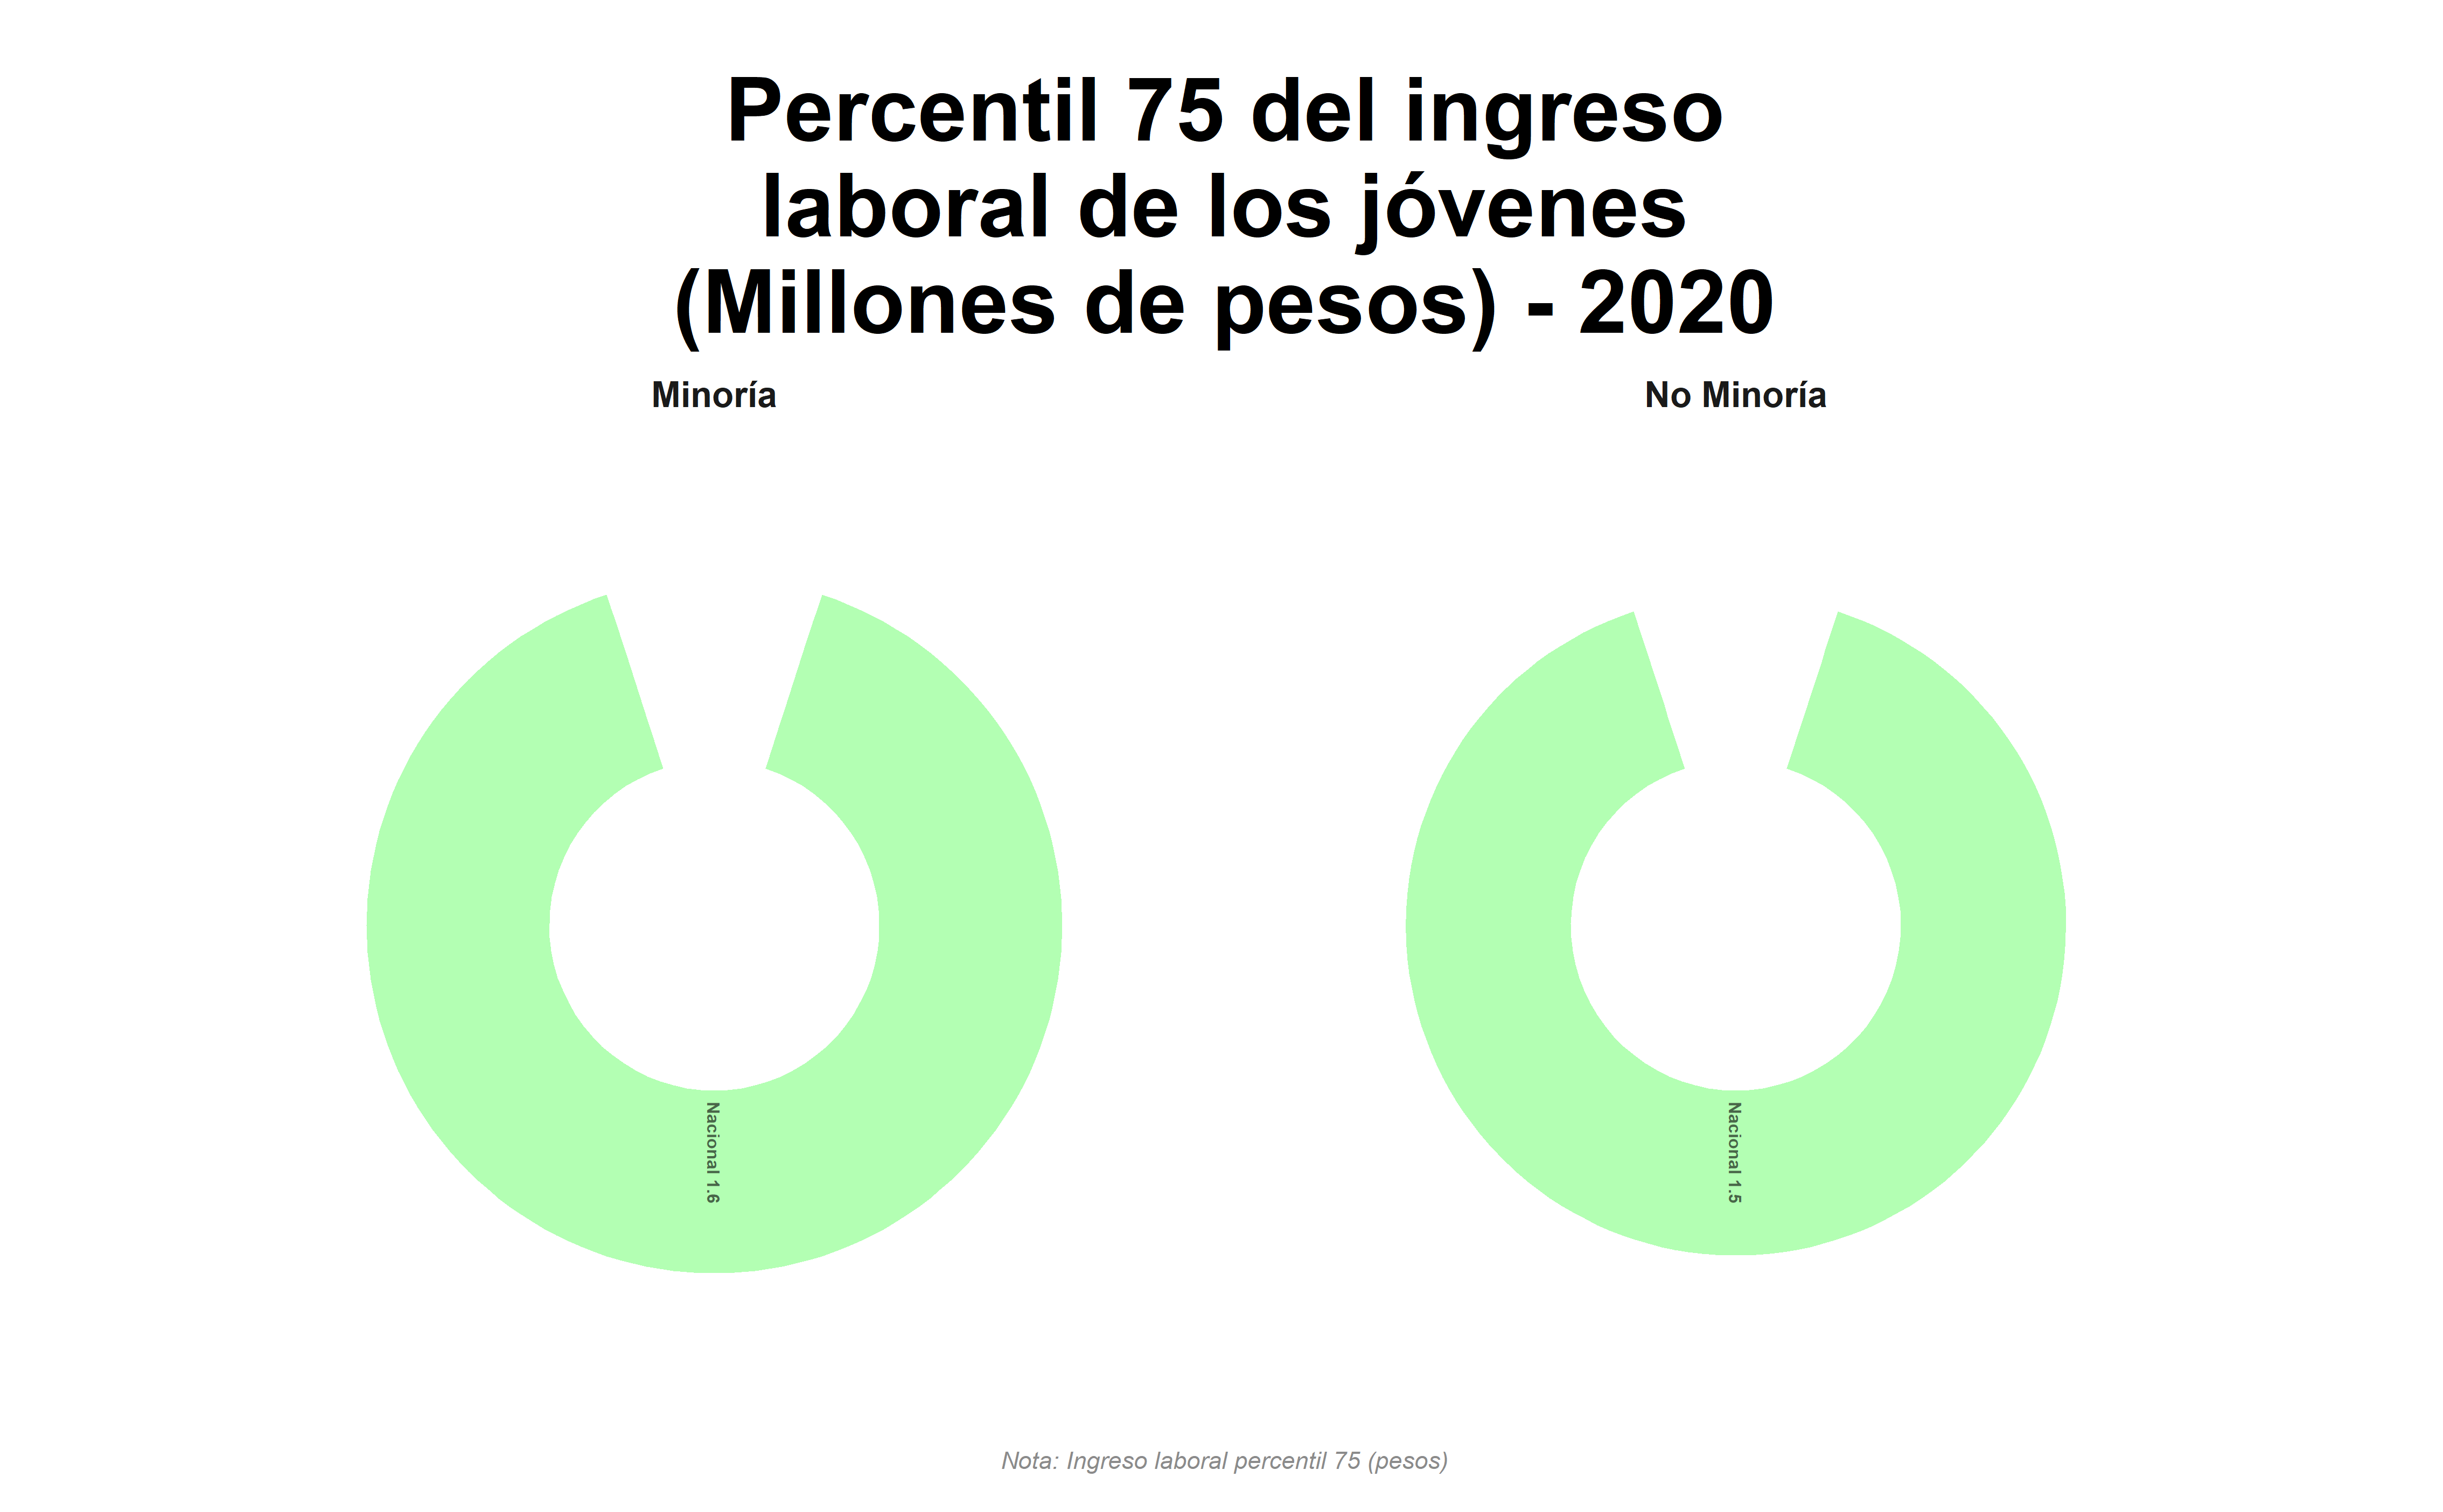 Percentil 75 del ingreso
laboral de los jóvenes
(Millones de pesos) - 2020
Minoría
No Minoría
Nacional 1.6
Nacional 1.5
Nota: Ingreso laboral percentil 75 (pesos)